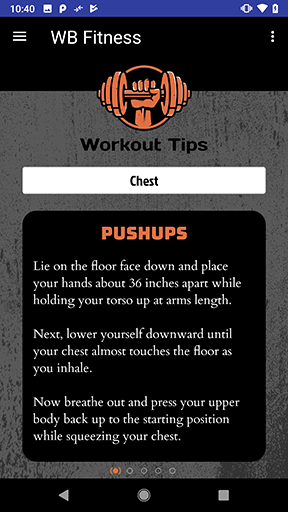 10:40
WB Fitness
Workout Tips
Chest
PUSHUPS
Lie on the floor face down and place
your hands about 36 inches apart while
holding your torso up at arms length.
Next, lower yourself downward until
your chest almost touches the floor as
you inhale.
Now breathe out and press your upper
body back up to the starting position
while squeezing your chest.